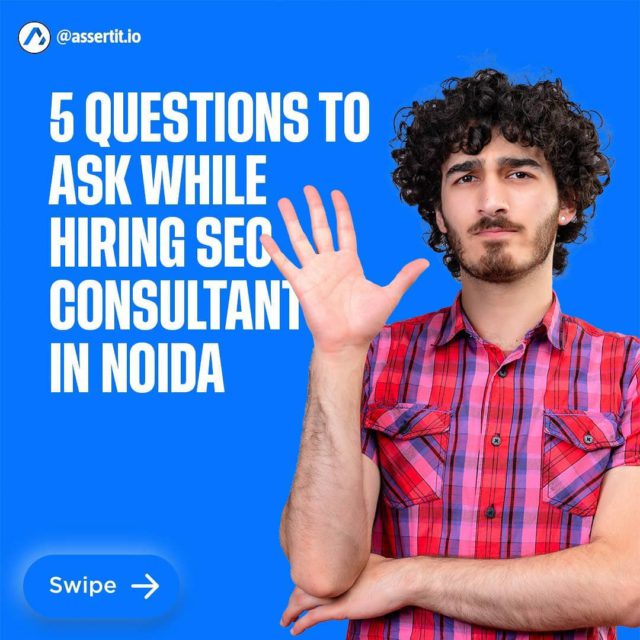 @assertit.io
5 QUESTIONS TO
ASK WHILE
HIRING SEO
CONSULTANT
IN NOIDA
Swipe